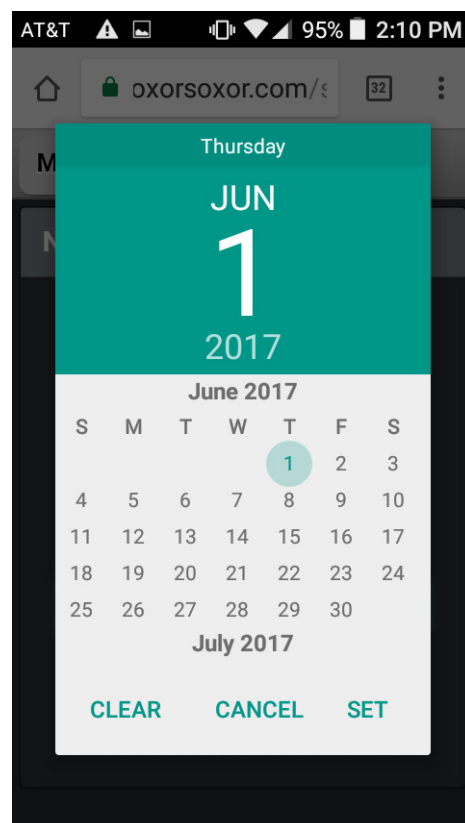 AT&T 95% 2:10 PM
oxorsoxor.com/s 32
M
N
Thursday
JUN
1
2017
June 2017
S M T W T F S
1 2 3
4 5 6 7 8 9 10
11 12 13 14 15 16 17
18 19 20 21 22 23 24
25 26 27 28 29 30
July 2017
CLEAR CANCEL SET